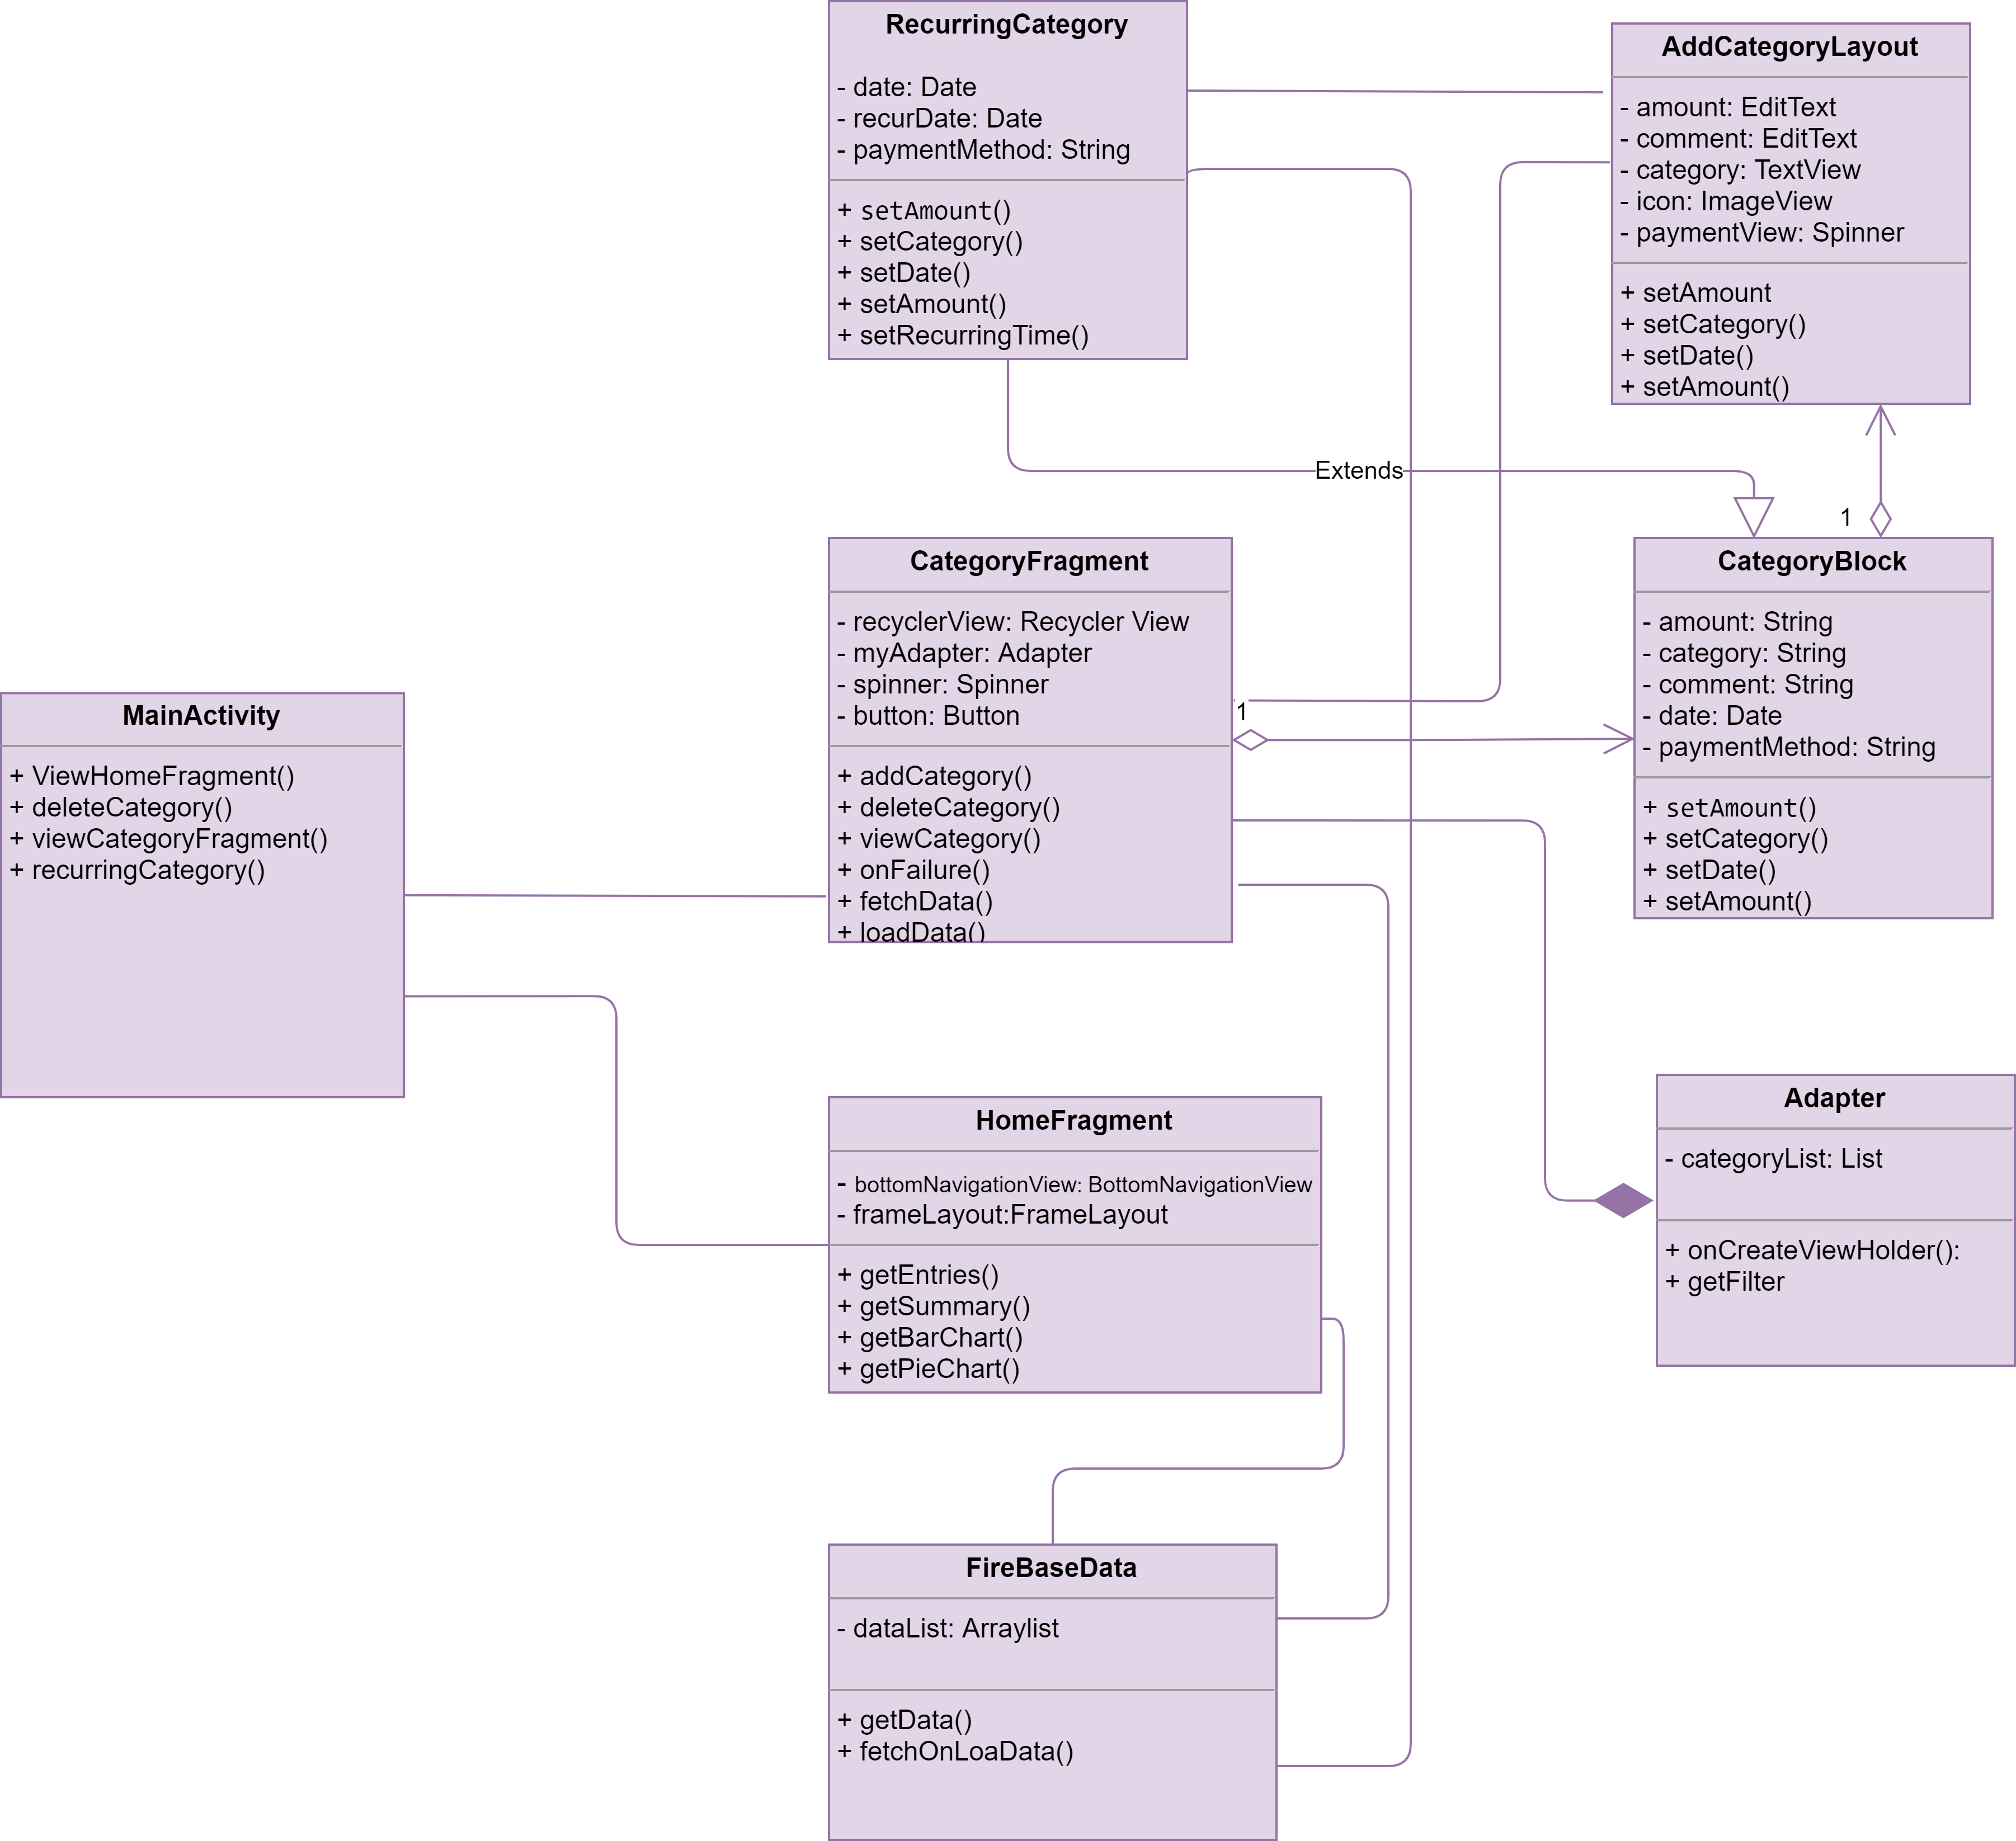 RecurringCategory
- date: Date
- recurDate: Date
- paymentMethod: String
+ setAmount()
+ setCategory()
+ setDate()
+ setAmount()
+ setRecurringTime()
AddCategoryLayout
- amount: EditText
- comment: EditText
- category: TextView
- icon: ImageView
- paymentView: Spinner
+ setAmount
+ setCategory()
+ setDate()
+ setAmount()
Extends
1
CategoryFragment
- recyclerView: Recycler View
- myAdapter: Adapter
- spinner: Spinner
- button: Button
+ addCategory()
+ deleteCategory()
+ viewCategory()
+ onFailure()
+ fetchData()
+ loadData()
1
CategoryBlock
- amount: String
- category: String
- comment: String
- date: Date
- paymentMethod: String
+ setAmount()
+ setCategory()
+ setDate()
+ setAmount()
MainActivity
+ ViewHomeFragment()
+ deleteCategory()
+ viewCategoryFragment()
+ recurringCategory()
HomeFragment
- bottomNavigationView: BottomNavigationView
- frameLayout:FrameLayout
+ getEntries()
+ getSummary()
+ getBarChart()
+ getPieChart()
Adapter
- categoryList: List
+ onCreateViewHolder():
+ getFilter
FireBaseData
- dataList: Arraylist
+ getData()
+ fetchOnLoaData()